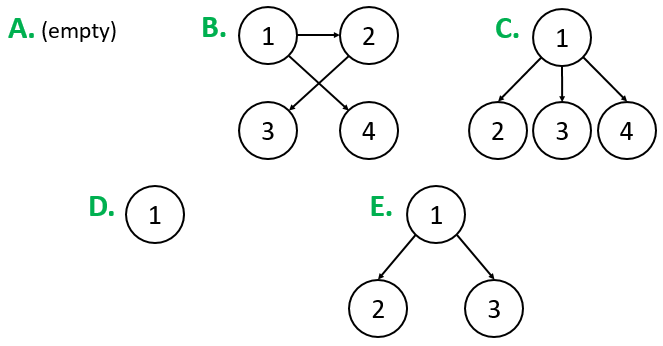 A. (empty)
B. 1 2
3 4
C. 1
2 3 4
D. 1
E. 1
2 3